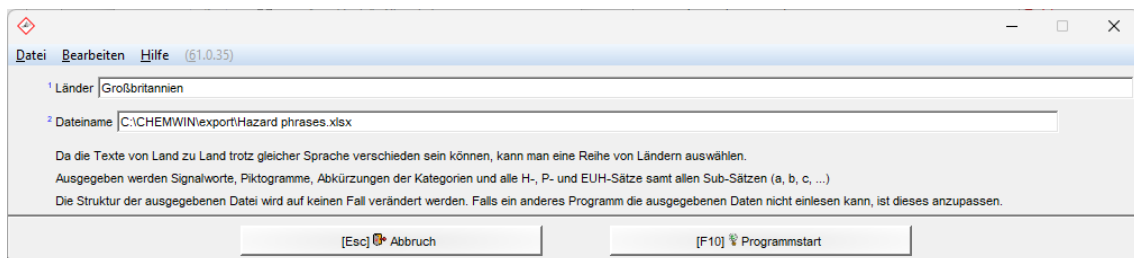 Datei Bearbeiten Hilfe (61.0.35)
1 Länder Großbritannien
2 Dateiname C:\CHEMWIN\export\Hazard phrases.xlsx
Da die Texte von Land zu Land trotz gleicher Sprache verschieden sein können, kann man eine Reihe von Ländern auswählen.
Ausgegeben werden Signalworte, Piktogramme, Abkürzungen der Kategorien und alle H-, P- und EUH-Sätze samt allen Sub-Sätzen (a, b, c, ...)
Die Struktur der ausgegebenen Datei wird auf keinen Fall verändert werden. Falls ein anderes Programm die ausgegebenen Daten nicht einlesen kann, ist dieses anzupassen.
[Esc] Abbruch [F10] Programmstart